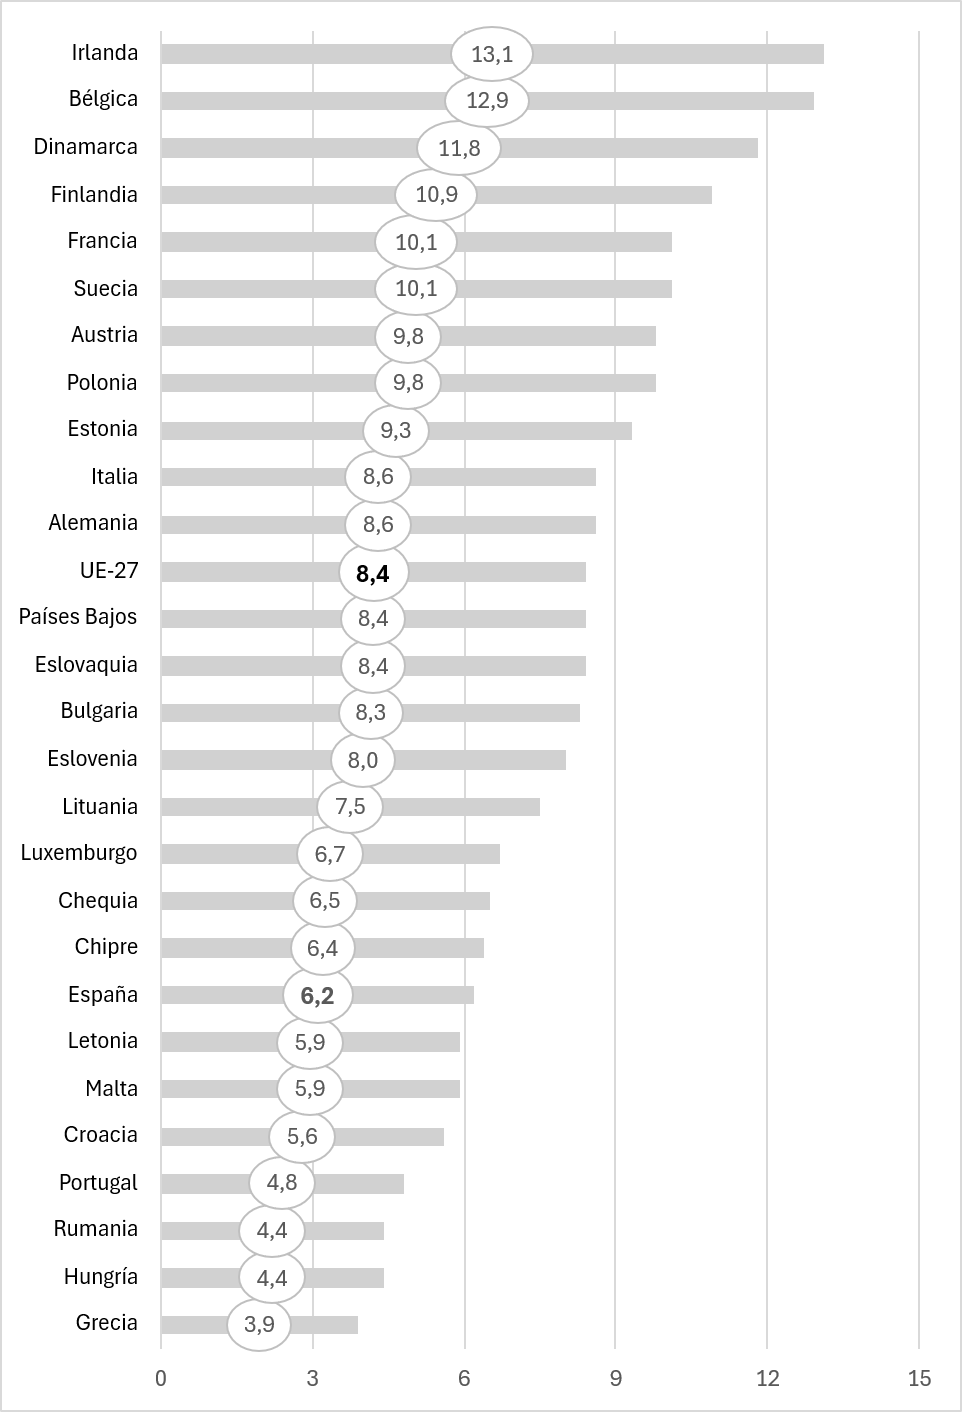 Irlanda 13,1
Bélgica 12,9
Dinamarca 11,8
Finlandia 10,9
Francia 10,1
Suecia 10,1
Austria 9,8
Polonia 9,8
Estonia 9,3
Italia 8,6
Alemania 8,6
UE-27 8,4
Países Bajos 8,4
Eslovaquia 8,4
Bulgaria 8,3
Eslovenia 8,0
Lituania 7,5
Luxemburgo 6,7
Chequia 6,5
Chipre 6,4
España 6,2
Letonia 5,9
Malta 5,9
Croacia 5,6
Portugal 4,8
Rumania 4,4
Hungría 4,4
Grecia 3,9
0 3 6 9 12 15